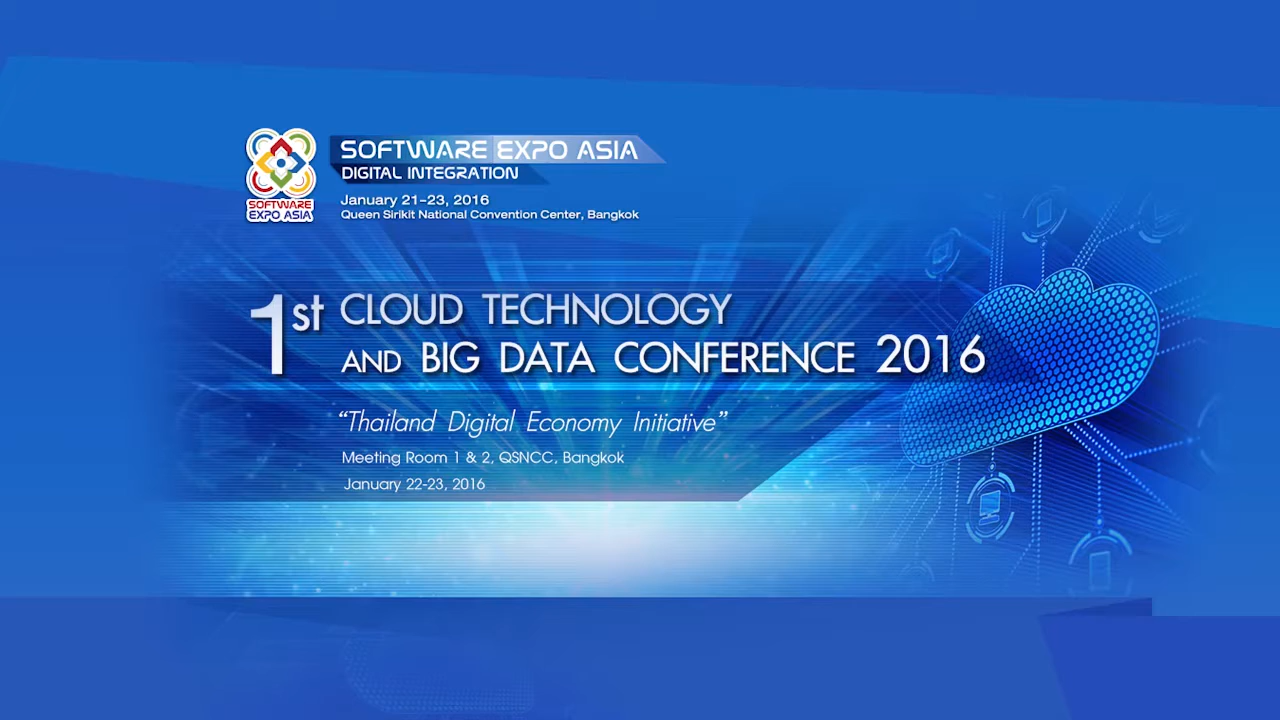 SOFTWARE EXPO ASIA
DIGITAL INTEGRATION
January 21-23, 2016
Queen Sirikit National Convention Center, Bangkok
SOFTWARE
EXPO ASIA
1st CLOUD TECHNOLOGY
AND BIG DATA CONFERENCE 2016
“Thailand Digital Economy Initiative”
Meeting Room 1 & 2, QSNCC, Bangkok
January 22-23, 2016